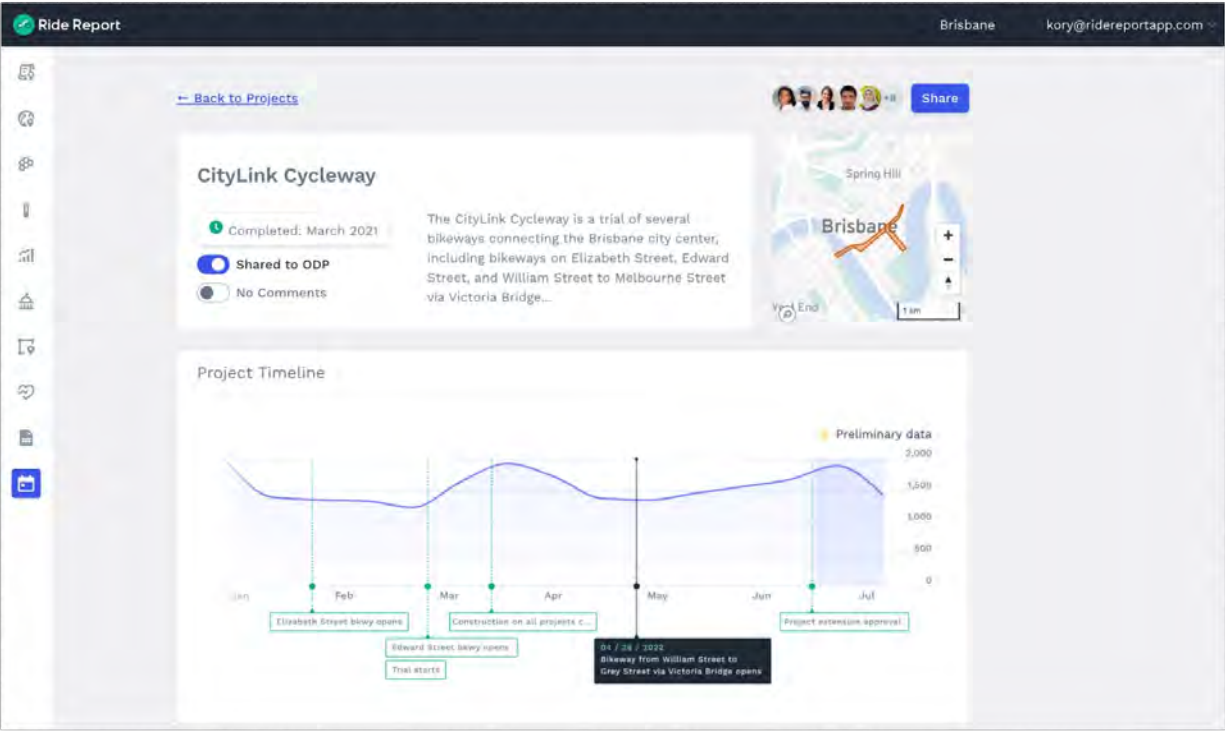 Ride Report
Brisbane
kory@ridereportapp.com
← Back to Projects
+8
Share
CityLink Cycleway
Completed: March 2021
Shared to ODP
No Comments
The CityLink Cycleway is a trial of several
bikeways connecting the Brisbane city center,
including bikeways on Elizabeth Street, Edward
Street, and William Street to Melbourne Street
via Victoria Bridge...
Spring Hill
Brisbane
End
1 km
Project Timeline
Preliminary data
2,000
1,500
1,000
500
0
Jan
Feb
Mar
Apr
May
Jun
Jul
Elizabeth Street bkwy opens
Construction on all projects c...
Project extension approval
Edward Street bkwy opens
Trial starts
04 / 28 / 2022
Bikeway from William Street to
Grey Street via Victoria Bridge opens